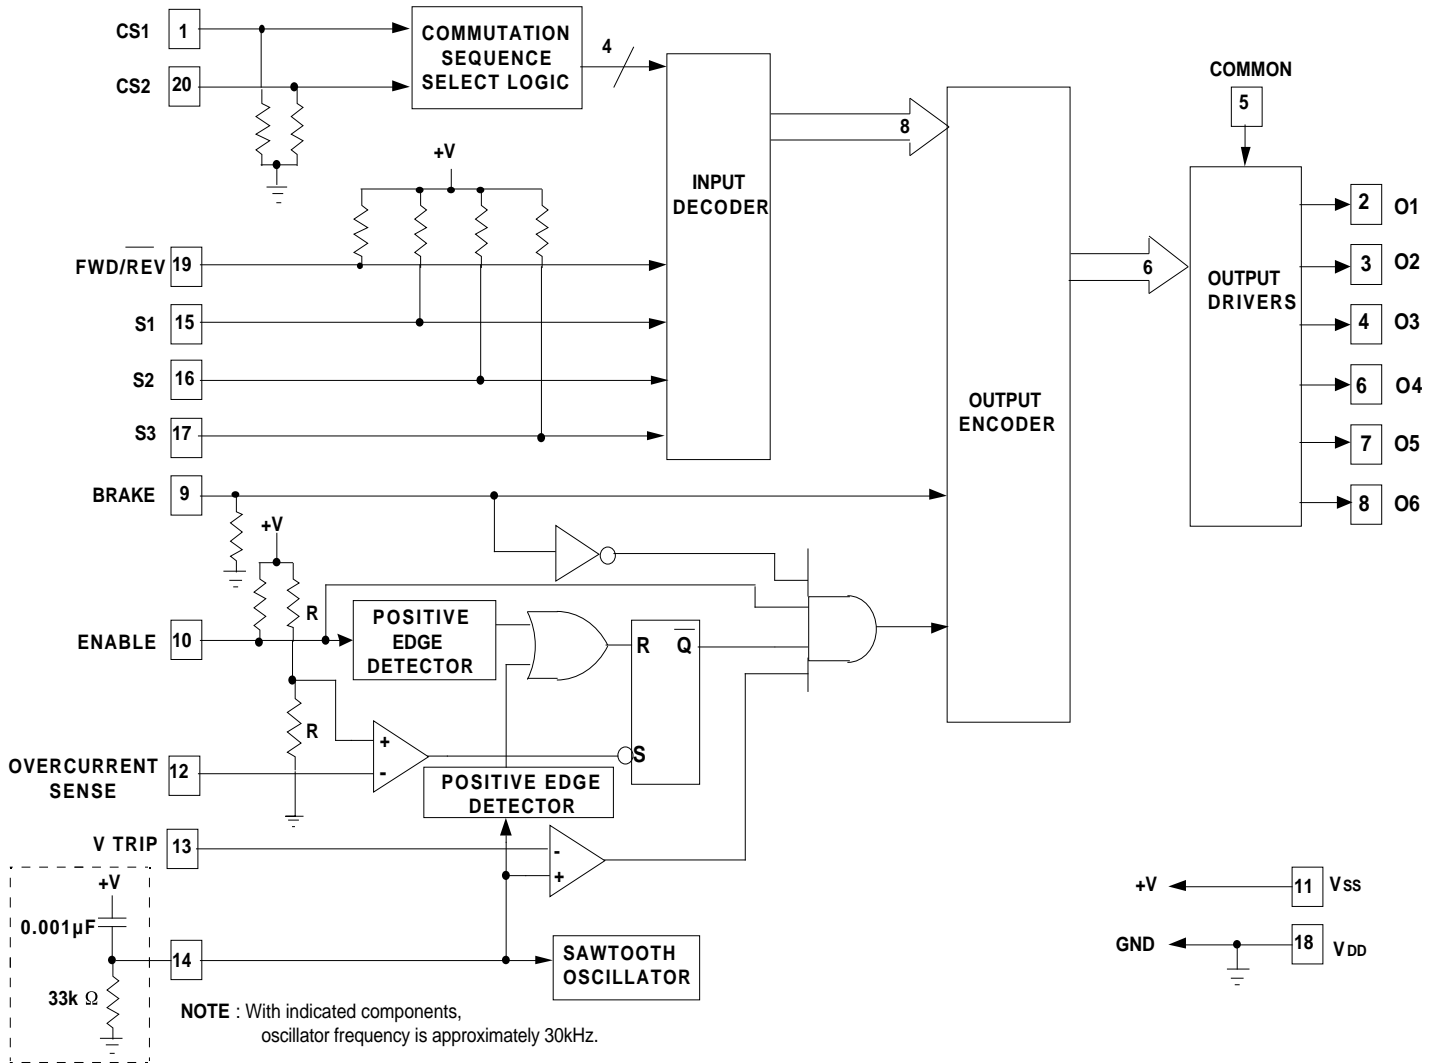 CS1 1
CS2 20
COMMUTATION
SEQUENCE
SELECT LOGIC
4
INPUT
DECODER
8
COMMON
5
+V
FWD/REV 19
S1 15
S2 16
S3 17
BRAKE 9
OUTPUT
ENCODER
6
OUTPUT
DRIVERS
2 O1
3 O2
4 O3
6 O4
7 O5
8 O6
+V
R
ENABLE 10
POSITIVE
EDGE
DETECTOR
R Q
R
+
-
S
OVERCURRENT
SENSE
12
POSITIVE EDGE
DETECTOR
V TRIP 13
-
+
+V
0.001µF
14
33k Ω
SAWTOOTH
OSCILLATOR
+V 11 VSS
GND 18 VDD
NOTE : With indicated components,
oscillator frequency is approximately 30kHz.